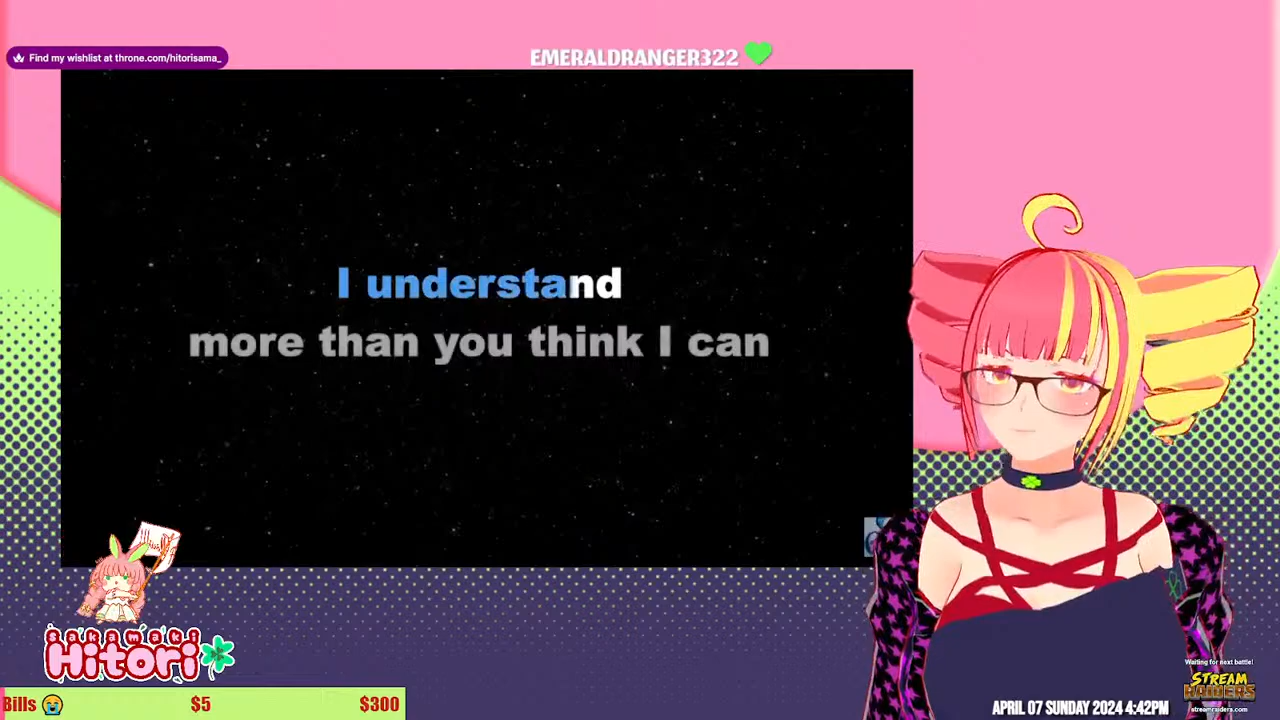 Find my wishlist at throne.com/hitorisama_
EMERALDRANGER322
I understand
more than you think I can
sakamaki
Hitori
Bills 😭 $5 $300
Waiting for next battle!
STREAM
RAIDERS
streamraiders.com
APRIL 07 SUNDAY 2024 4:42PM